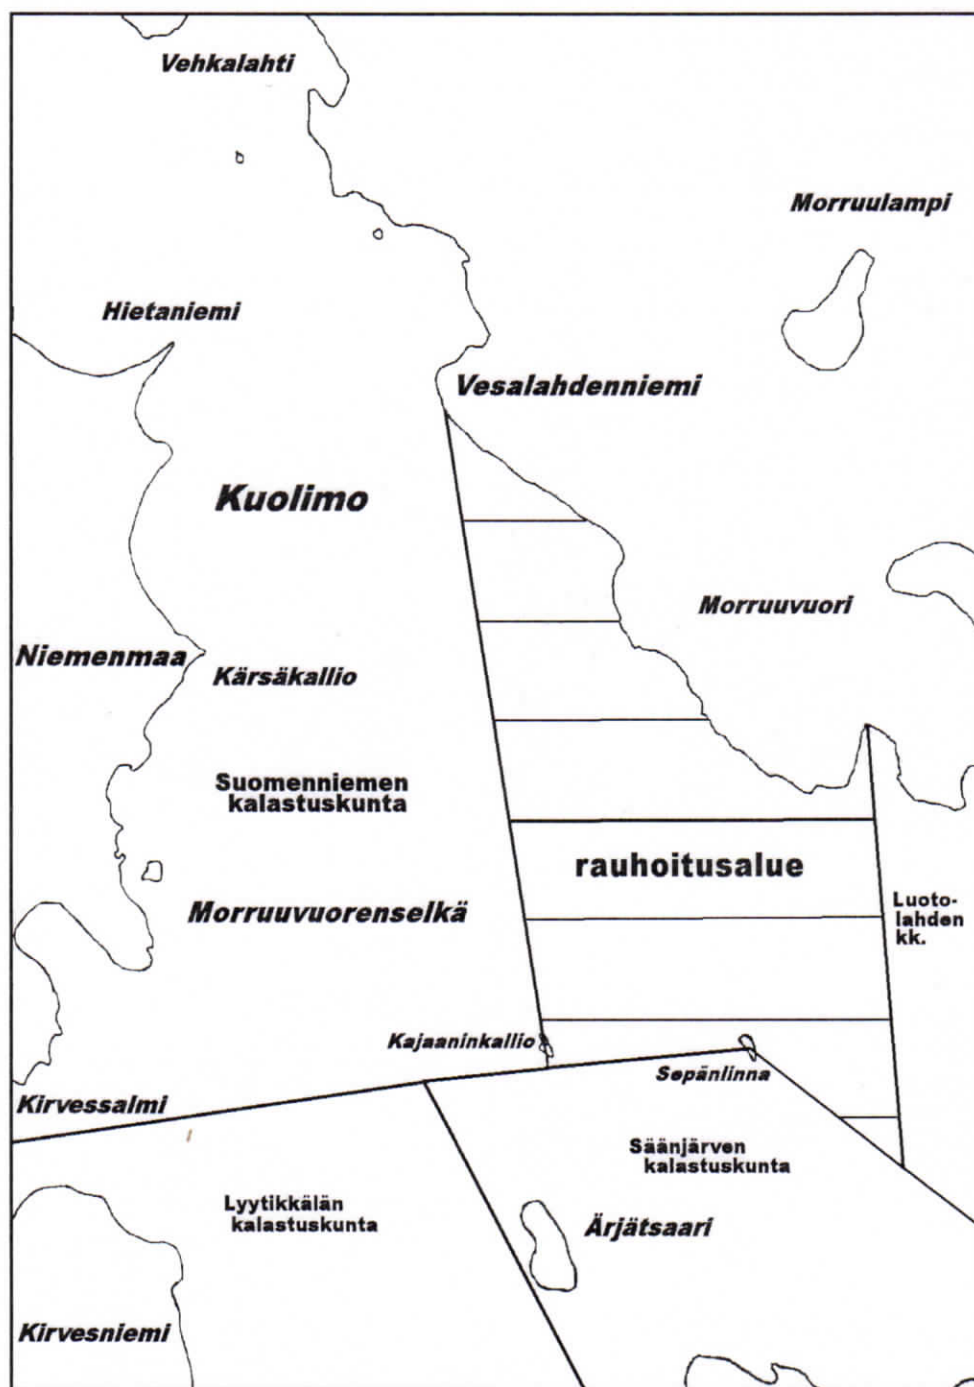 Vehkalahti
Morruulampi
Hietaniemi
Vesalahdenniemi
Kuolimo
Morruuvuori
Niemenmaa
Kärsäkallio
Suomenniemen
kalastuskunta
rauhoitusalue
Morruuvuorenselkä
Luoto-
lahden
kk.
Kajaaninkallio
Sepänlinna
Kirvessalmi
Säänjärven
kalastuskunta
Lyytikkälän
kalastuskunta
Ärjätsaari
Kirvesniemi